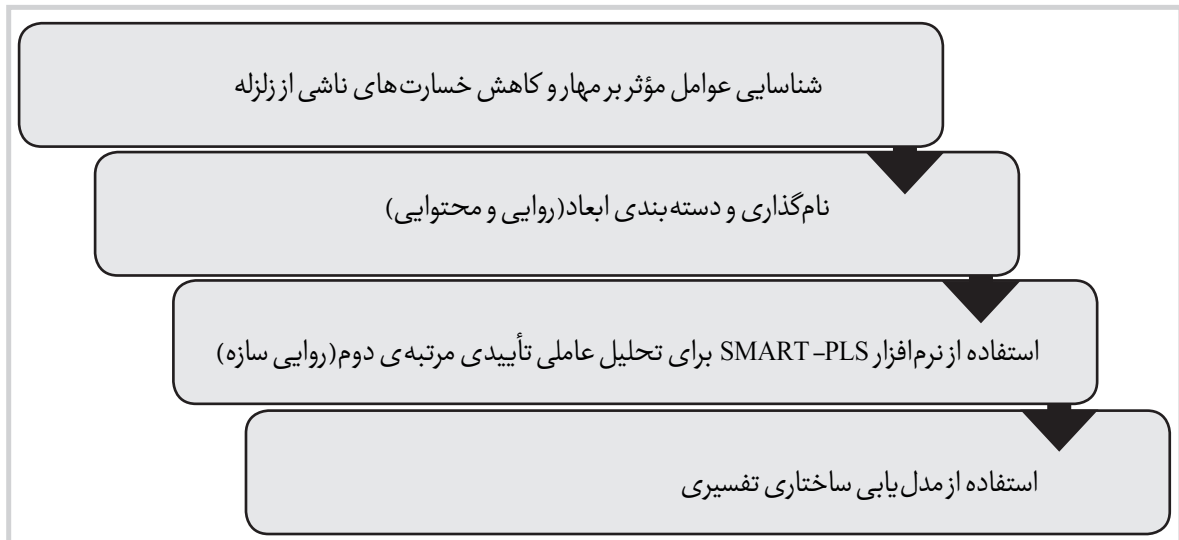 شناسایی عوامل مؤثر بر مهار و کاهش خسارت‌های ناشی از زلزله
نام‌گذاری و دسته‌بندی ابعاد(روایی و محتوایی)
استفاده از نرم‌افزار SMART-PLS برای تحلیل عاملی تأییدی مرتبه‌ی دوم(روایی سازه)
استفاده از مدل‌یابی ساختاری تفسیری